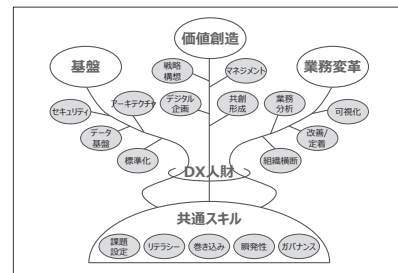 価値創造
基盤
業務変革
戦略
構想
マネジメント
アーキテクチャ
デジタル
企画
共創
形成
業務
分析
セキュリティ
可視化
データ
基盤
改善/
定着
標準化
組織横断
DX人財
共通スキル
課題
設定
リテラシー
巻き込み
瞬発性
ガバナンス